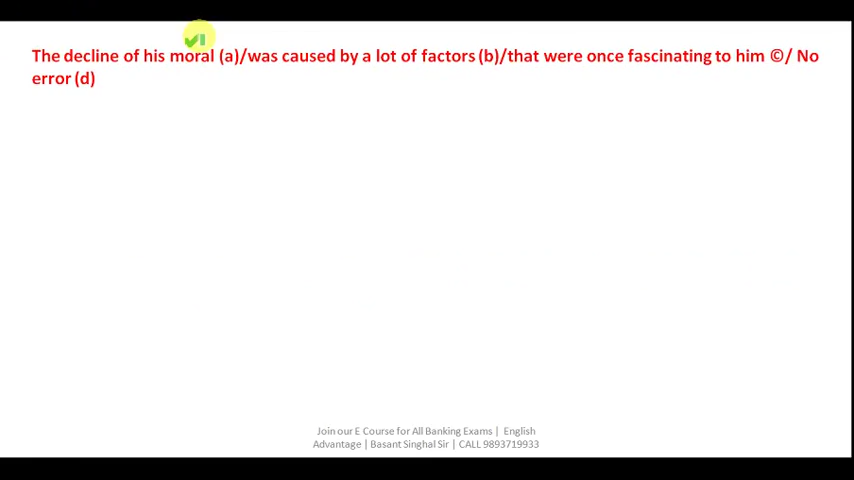 The decline of his moral (a)/was caused by a lot of factors (b)/that were once fascinating to him ©/ No
error (d)
Join our E Course for All Banking Exams | English
Advantage | Basant Singhal Sir | CALL 9893719933